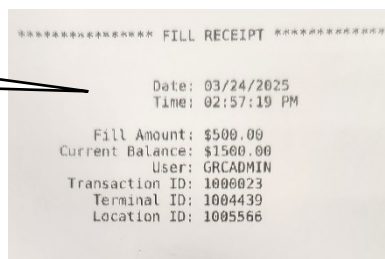 ************* FILL RECEIPT *************
Date: 03/24/2025
Time: 02:57:19 PM
Fill Amount: $500.00
Current Balance: $1500.00
User: GRCADMIN
Transaction ID: 1000023
Terminal ID: 1004439
Location ID: 1005566